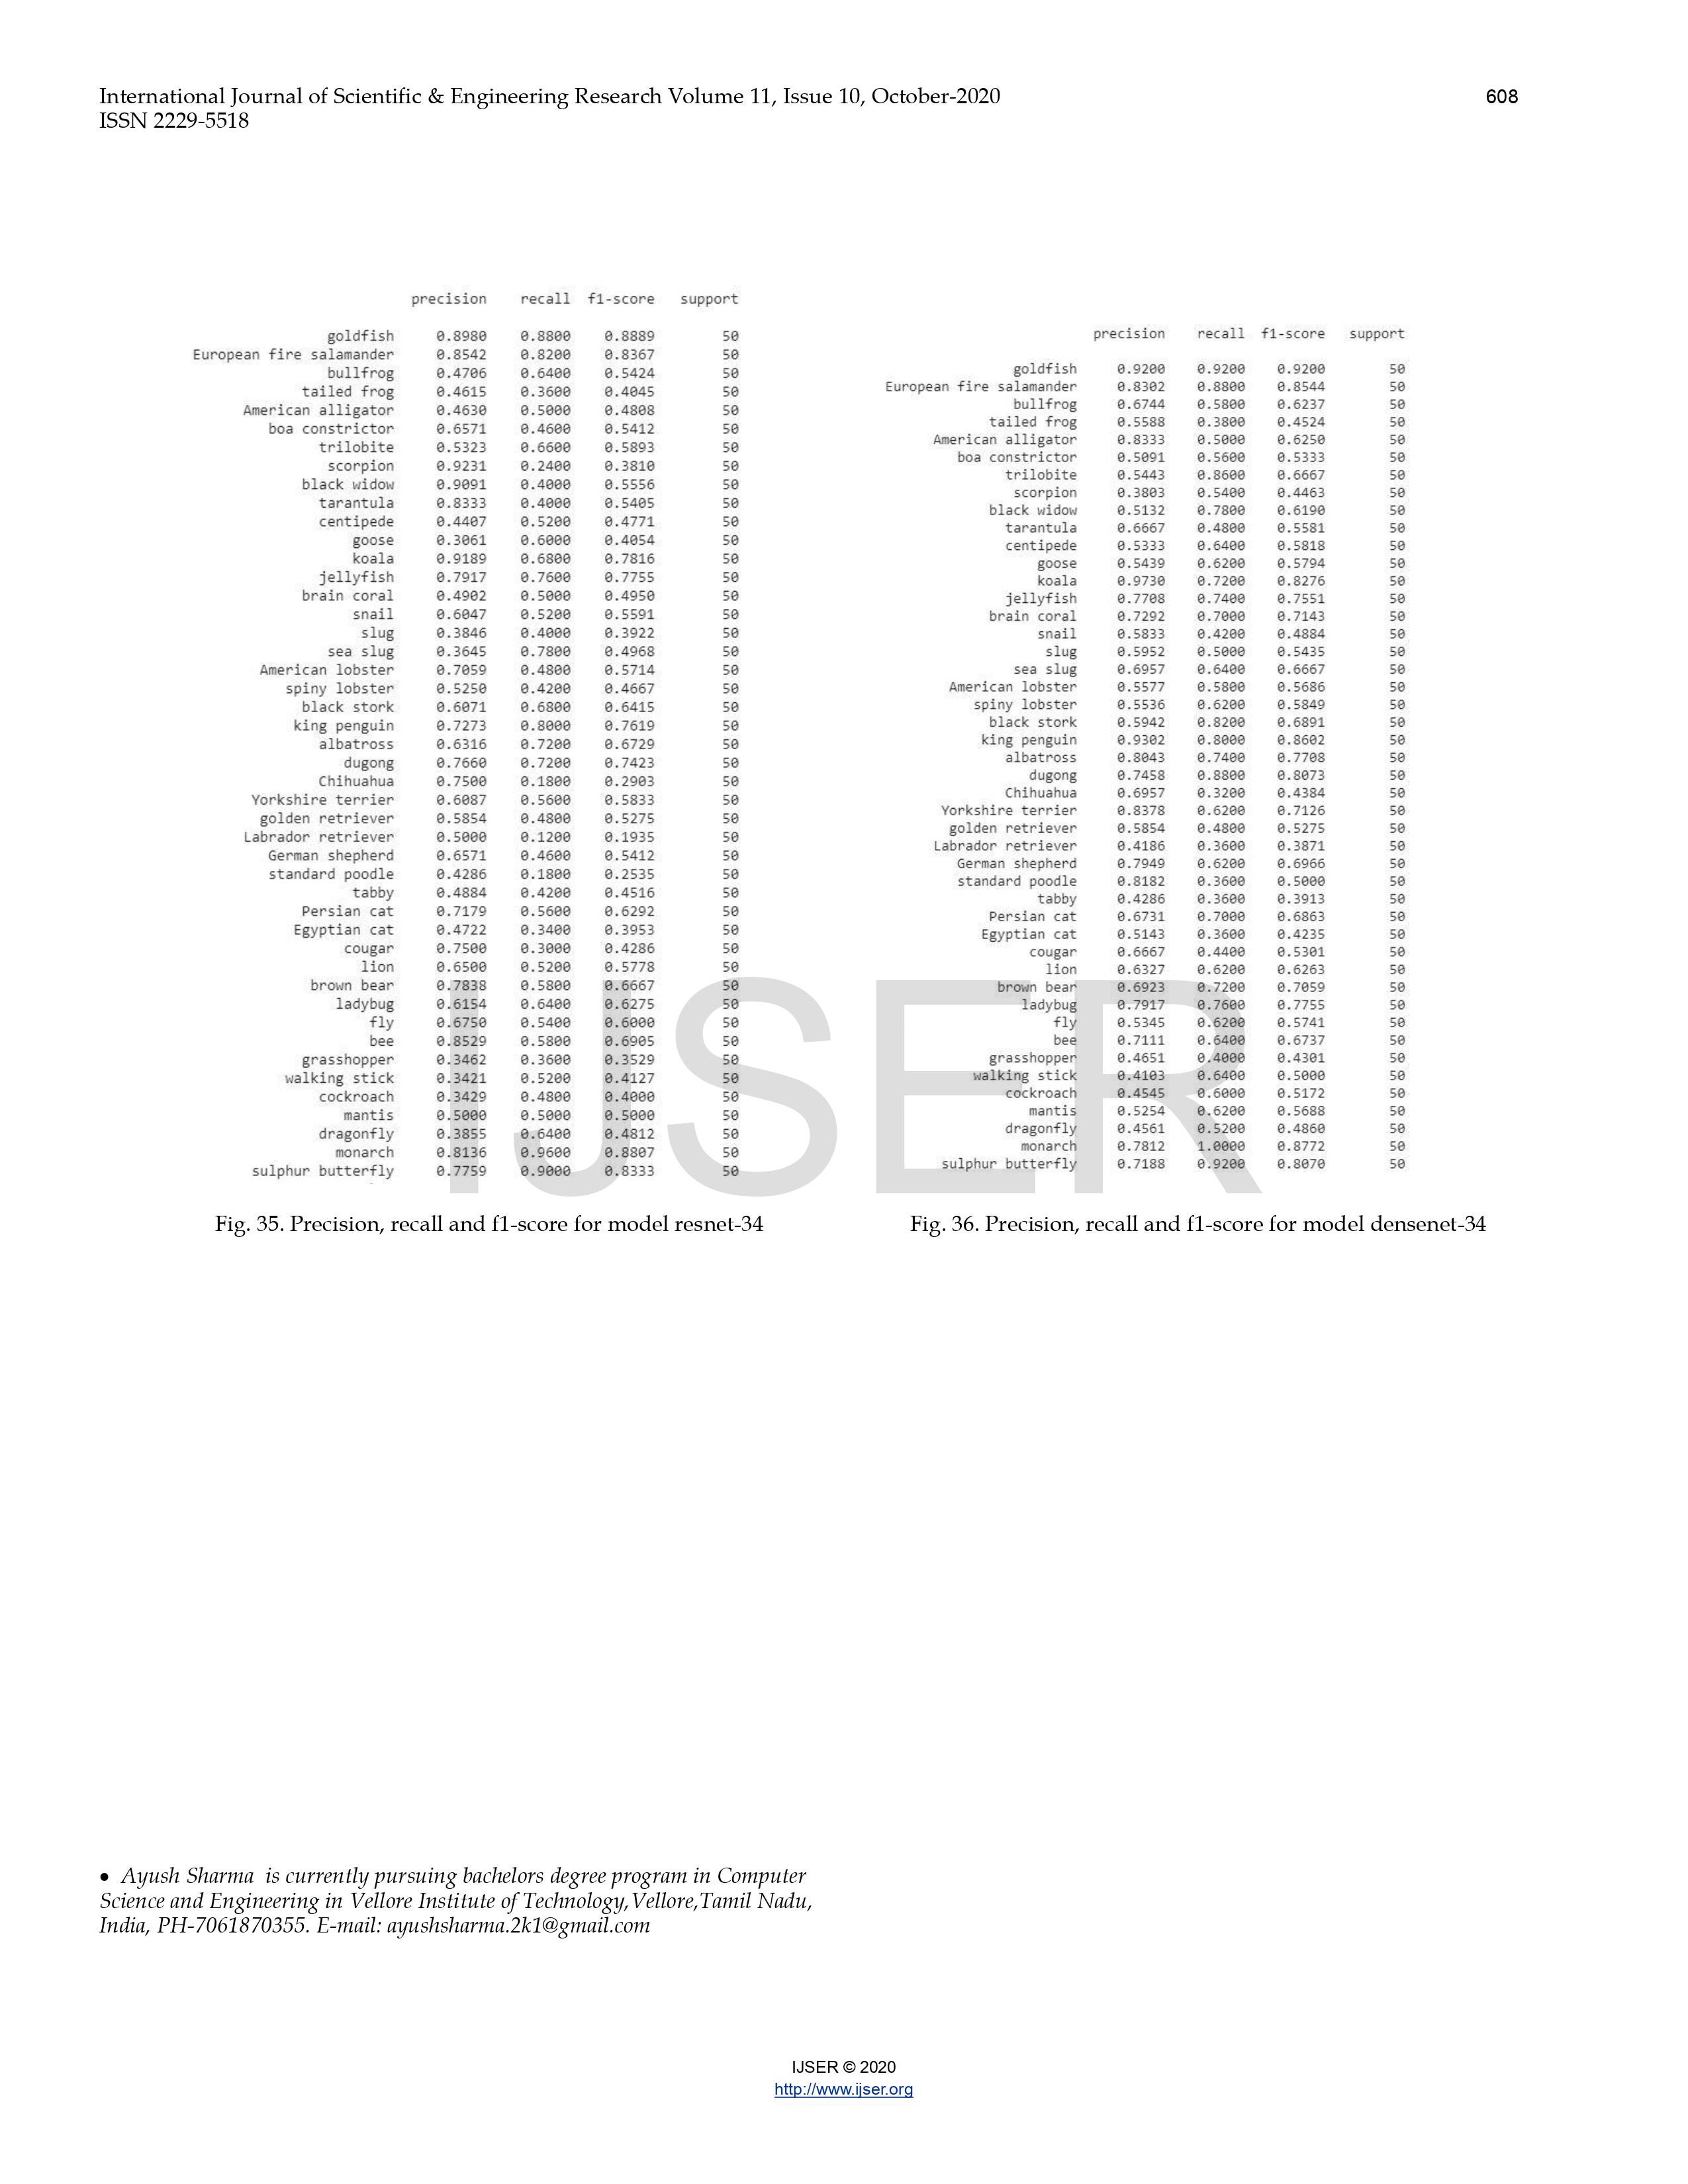 International Journal of Scientific & Engineering Research Volume 11, Issue 10, October-2020 608
ISSN 2229-5518
precision recall f1-score support
goldfish 0.8980 0.8800 0.8889 50
European fire salamander 0.8542 0.8200 0.8367 50
bullfrog 0.4706 0.6400 0.5424 50
tailed frog 0.4615 0.3600 0.4045 50
American alligator 0.4630 0.5000 0.4808 50
boa constrictor 0.6571 0.4600 0.5412 50
trilobite 0.5323 0.6600 0.5893 50
scorpion 0.9231 0.2400 0.3810 50
black widow 0.9091 0.4000 0.5556 50
tarantula 0.8333 0.4000 0.5405 50
centipede 0.4407 0.5200 0.4771 50
goose 0.3061 0.6000 0.4054 50
koala 0.9189 0.6800 0.7816 50
jellyfish 0.7917 0.7600 0.7755 50
brain coral 0.4902 0.5000 0.4950 50
snail 0.6047 0.5200 0.5591 50
slug 0.3846 0.4000 0.3922 50
sea slug 0.3645 0.7800 0.4968 50
American lobster 0.7059 0.4800 0.5714 50
spiny lobster 0.5250 0.4200 0.4667 50
black stork 0.6071 0.6800 0.6415 50
king penguin 0.7273 0.8000 0.7619 50
albatross 0.6316 0.7200 0.6729 50
dugong 0.7660 0.7200 0.7423 50
Chihuahua 0.7500 0.1800 0.2903 50
Yorkshire terrier 0.6087 0.5600 0.5833 50
golden retriever 0.5854 0.4800 0.5275 50
Labrador retriever 0.5000 0.1200 0.1935 50
German shepherd 0.6571 0.4600 0.5412 50
standard poodle 0.4286 0.1800 0.2535 50
tabby 0.4884 0.4200 0.4516 50
Persian cat 0.7179 0.5600 0.6292 50
Egyptian cat 0.4722 0.3400 0.3953 50
cougar 0.7500 0.3000 0.4286 50
lion 0.6500 0.5200 0.5778 50
brown bear 0.7838 0.5800 0.6667 50
ladybug 0.6154 0.6400 0.6275 50
fly 0.6750 0.5400 0.6000 50
bee 0.8529 0.5800 0.6905 50
grasshopper 0.3462 0.3600 0.3529 50
walking stick 0.3421 0.5200 0.4127 50
cockroach 0.3429 0.4800 0.4000 50
mantis 0.5000 0.5000 0.5000 50
dragonfly 0.3855 0.6400 0.4812 50
monarch 0.8136 0.9600 0.8807 50
sulphur butterfly 0.7759 0.9000 0.8333 50
Fig. 35. Precision, recall and f1-score for model resnet-34
precision recall f1-score support
goldfish 0.9200 0.9200 0.9200 50
European fire salamander 0.8302 0.8800 0.8544 50
bullfrog 0.6744 0.5800 0.6237 50
tailed frog 0.5588 0.3800 0.4524 50
American alligator 0.8333 0.5000 0.6250 50
boa constrictor 0.5091 0.5600 0.5333 50
trilobite 0.5443 0.8600 0.6667 50
scorpion 0.3803 0.5400 0.4463 50
black widow 0.5132 0.7800 0.6190 50
tarantula 0.6667 0.4800 0.5581 50
centipede 0.5333 0.6400 0.5818 50
goose 0.5439 0.6200 0.5794 50
koala 0.9730 0.7200 0.8276 50
jellyfish 0.7708 0.7400 0.7551 50
brain coral 0.7292 0.7000 0.7143 50
snail 0.5833 0.4200 0.4884 50
slug 0.5952 0.5000 0.5435 50
sea slug 0.6957 0.6400 0.6667 50
American lobster 0.5577 0.5800 0.5686 50
spiny lobster 0.5536 0.6200 0.5849 50
black stork 0.5942 0.8200 0.6891 50
king penguin 0.9302 0.8000 0.8602 50
albatross 0.8043 0.7400 0.7708 50
dugong 0.7458 0.8800 0.8073 50
Chihuahua 0.6957 0.3200 0.4384 50
Yorkshire terrier 0.8378 0.6200 0.7126 50
golden retriever 0.5854 0.4800 0.5275 50
Labrador retriever 0.4186 0.3600 0.3871 50
German shepherd 0.7949 0.6200 0.6966 50
standard poodle 0.8182 0.3600 0.5000 50
tabby 0.4286 0.3600 0.3913 50
Persian cat 0.6731 0.7000 0.6863 50
Egyptian cat 0.5143 0.3600 0.4235 50
cougar 0.6667 0.4400 0.5301 50
lion 0.6327 0.6200 0.6263 50
brown bear 0.6923 0.7200 0.7059 50
ladybug 0.7917 0.7600 0.7755 50
fly 0.5345 0.6200 0.5741 50
bee 0.7111 0.6400 0.6737 50
grasshopper 0.4651 0.4000 0.4301 50
walking stick 0.4103 0.6400 0.5000 50
cockroach 0.4545 0.6000 0.5172 50
mantis 0.5254 0.6200 0.5688 50
dragonfly 0.4561 0.5200 0.4860 50
monarch 0.7812 1.0000 0.8772 50
sulphur butterfly 0.7188 0.9200 0.8070 50
Fig. 36. Precision, recall and f1-score for model densenet-34
IJSER
• Ayush Sharma is currently pursuing bachelors degree program in Computer
Science and Engineering in Vellore Institute of Technology,Vellore,Tamil Nadu,
India, PH-7061870355. E-mail: ayushsharma.2k1@gmail.com
IJSER © 2020
http://www.ijser.org